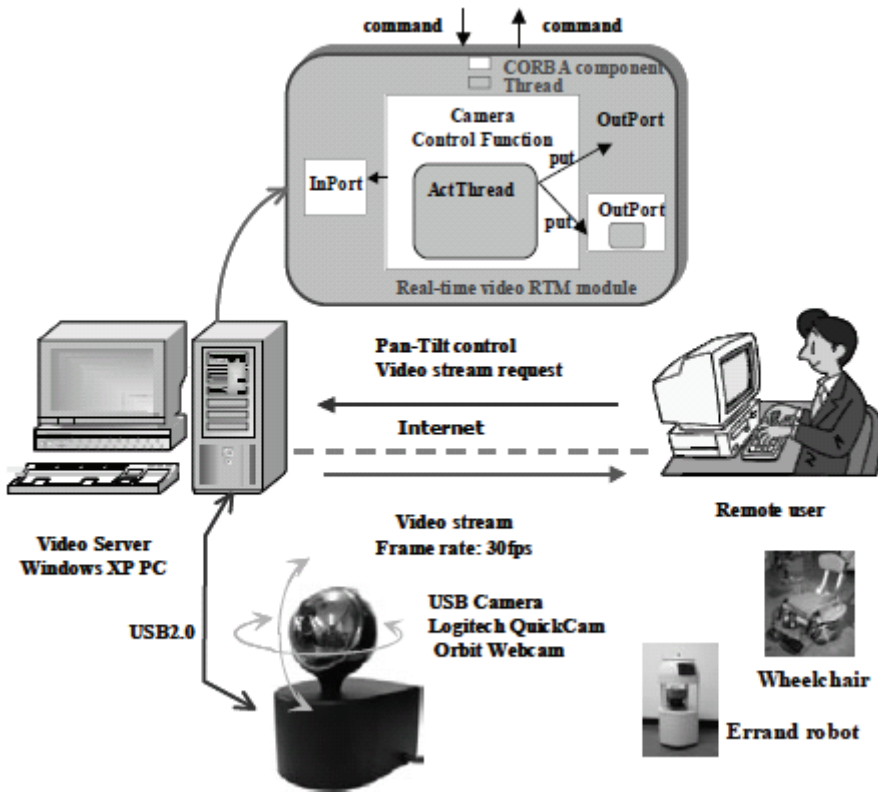 command
command
CORBA component
Thread
Camera
Control Function
OutPort
put
InPort
ActThread
put
OutPort
Real-time video RTM module
Pan-Tilt control
Video stream request
Internet
Remote user
Video Server
Windows XP PC
Video stream
Frame rate: 30fps
USB2.0
USB Camera
Logitech QuickCam
Orbit Webcam
Wheelchair
Errand robot